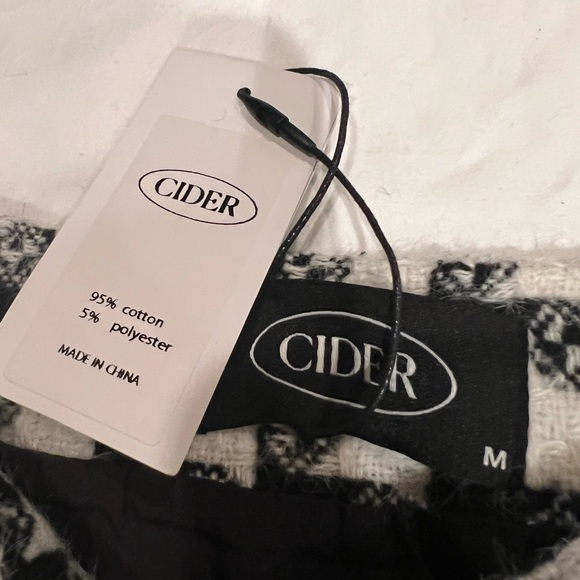 CIDER
95% cotton
5% polyester
MADE IN CHINA
CIDER
M